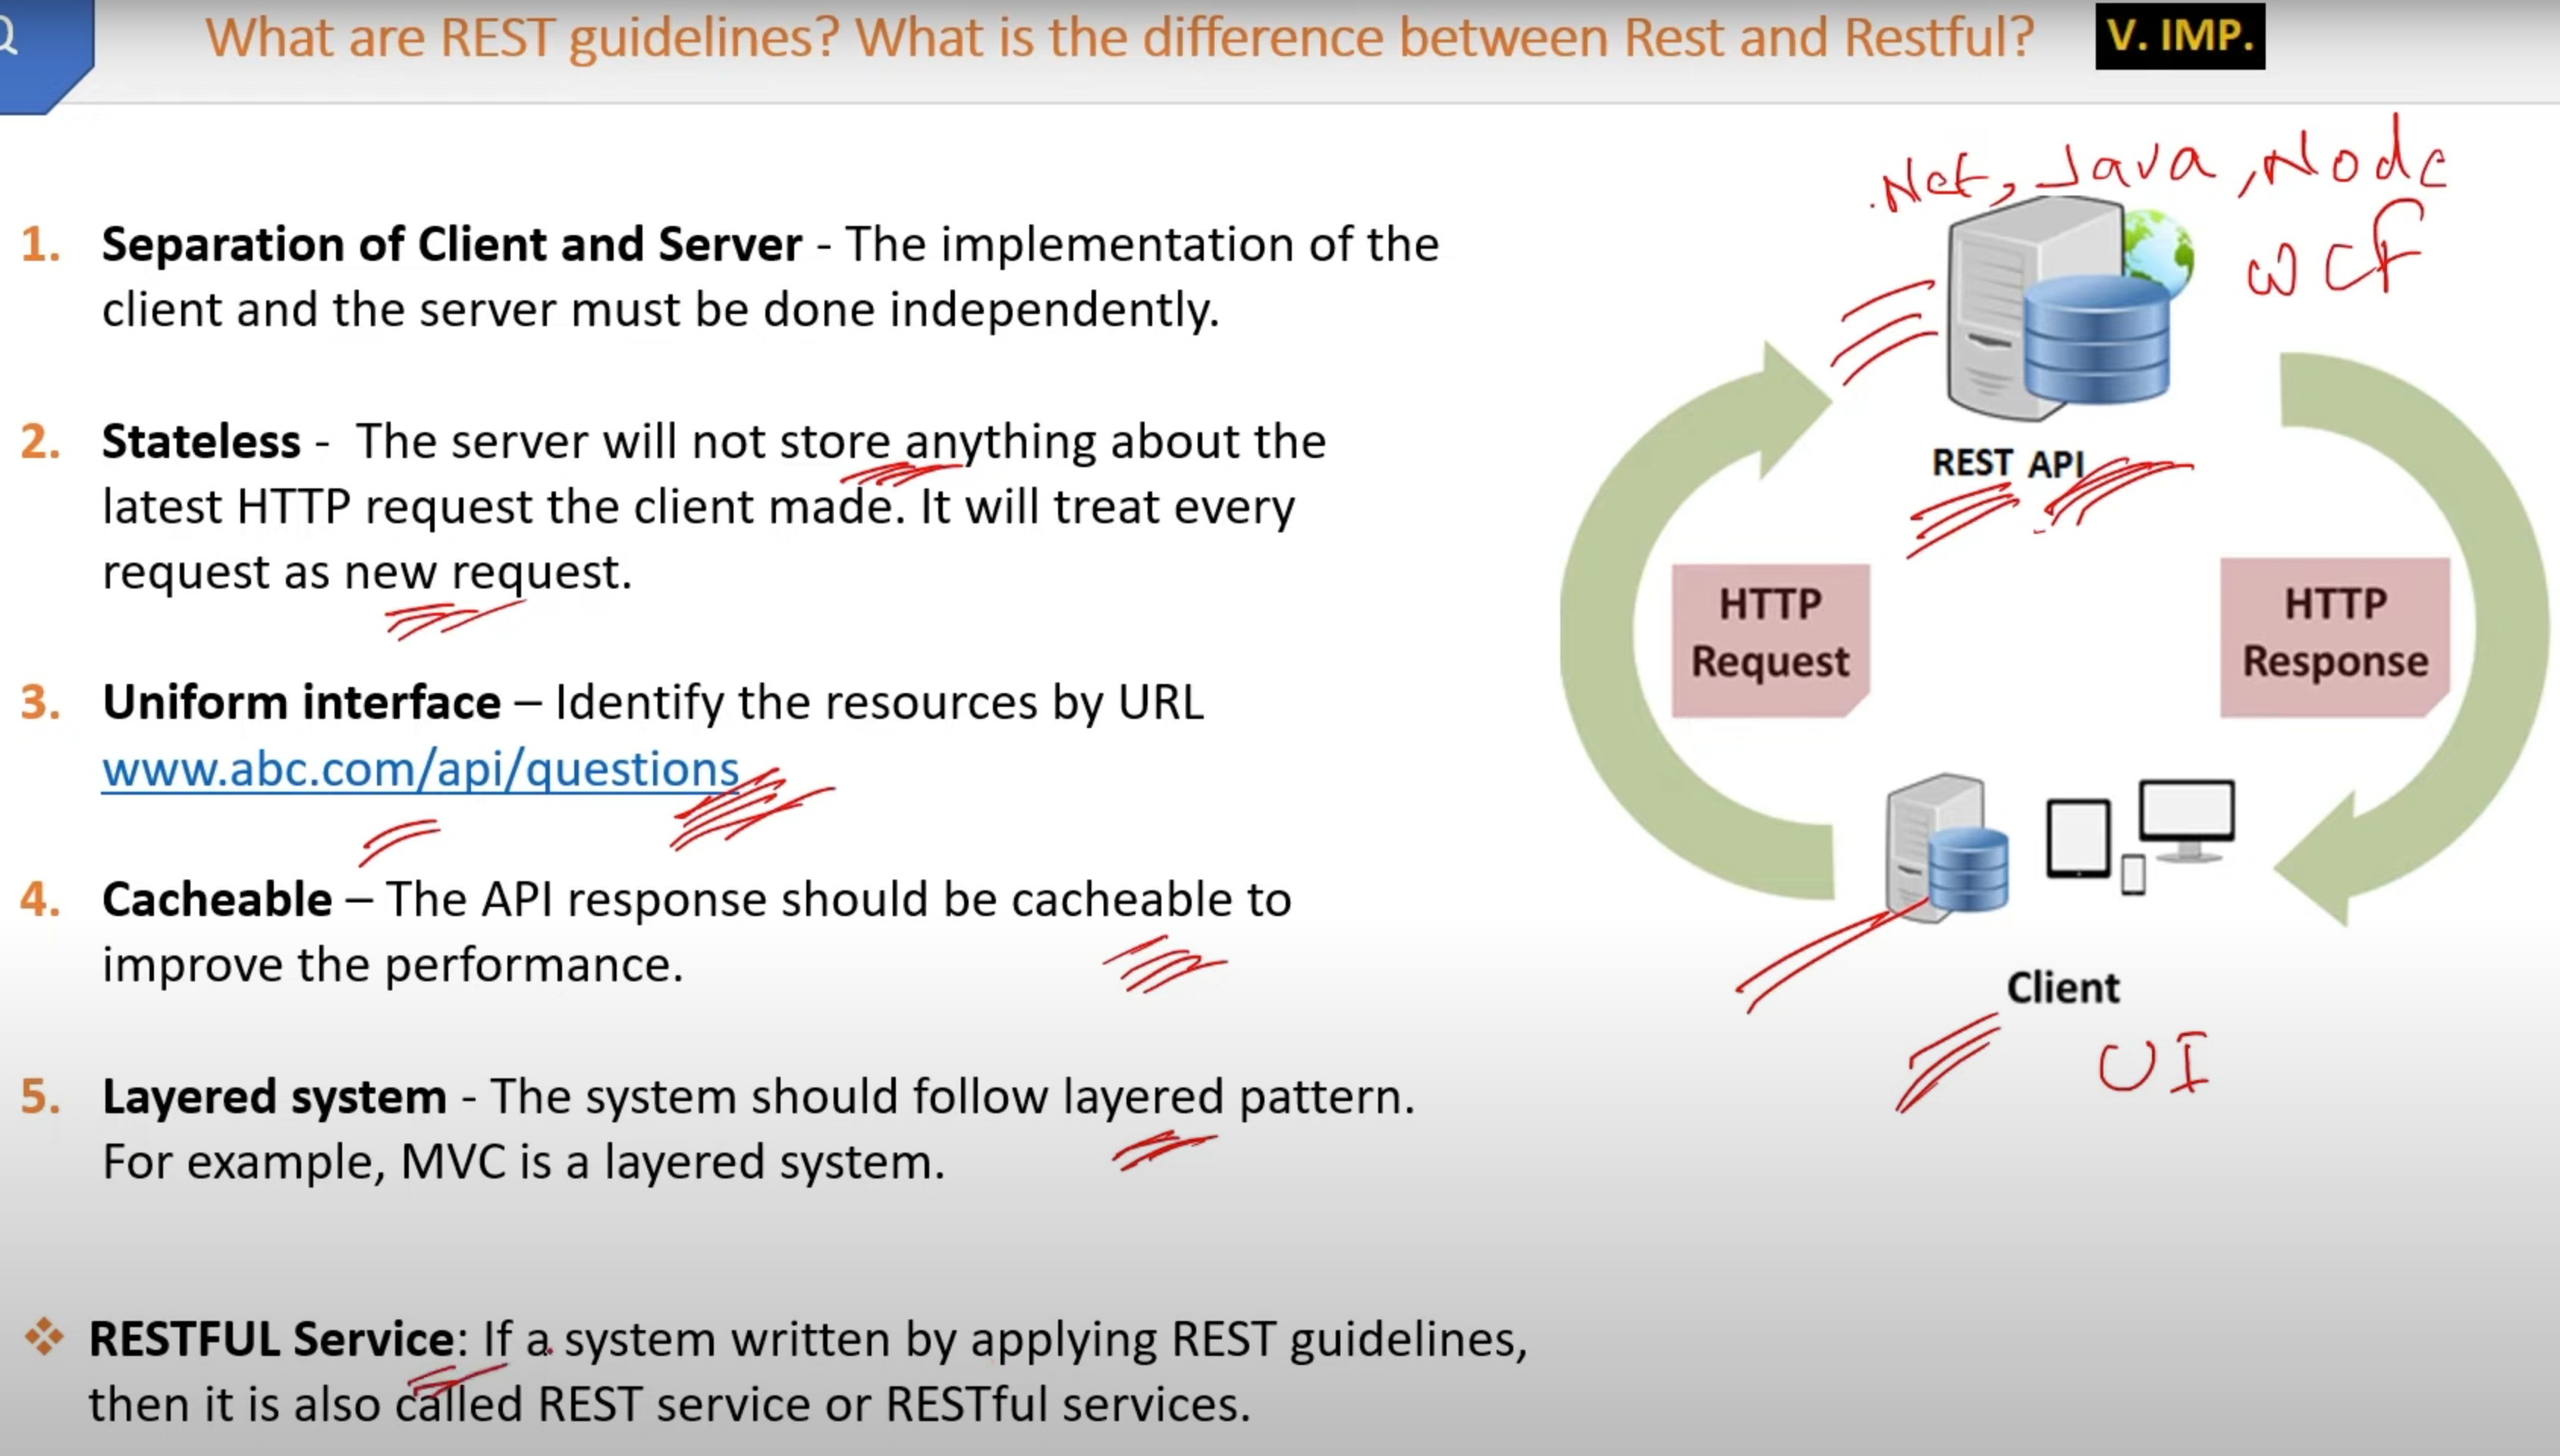 What are REST guidelines? What is the difference between Rest and Restful?
V. IMP.
1. Separation of Client and Server - The implementation of the
client and the server must be done independently.
2. Stateless - The server will not store anything about the
latest HTTP request the client made. It will treat every
request as new request.
3. Uniform interface – Identify the resources by URL
www.abc.com/api/questions
4. Cacheable – The API response should be cacheable to
improve the performance.
5. Layered system - The system should follow layered pattern.
For example, MVC is a layered system.
❖ RESTFUL Service: If a system written by applying REST guidelines,
then it is also called REST service or RESTful services.
.Net, Java, Node
WCF
REST API
HTTP
Request
HTTP
Response
Client
UI